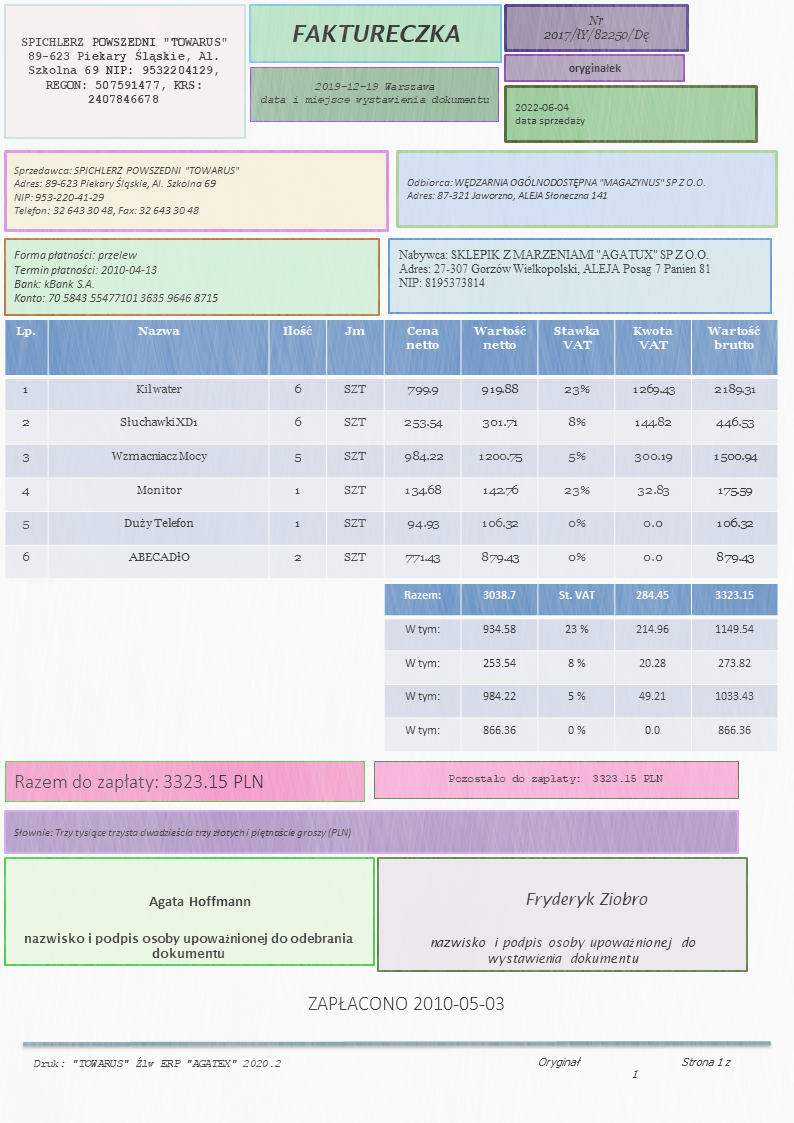 SPICHLERZ POWSZEDNI "TOWARUS"
89-623 Piekary Śląskie, Al.
Szkolna 69 NIP: 9532204129,
REGON: 507591477, KRS:
2407846678
FAKTURECZKA
2019-12-19 Warszawa
data i miejsce wystawienia dokumentu
Nr
2017/łY/82250/Dę
oryginałek
2022-06-04
data sprzedaży
Sprzedawca: SPICHLERZ POWSZEDNI "TOWARUS"
Adres: 89-623 Piekary Śląskie, Al. Szkolna 69
NIP: 953-220-41-29
Telefon: 32 643 30 48, Fax: 32 643 30 48
Odbiorca: WĘDZARNIA OGÓLNODOSTĘPNA "MAGAZYNUS" SP Z O.O.
Adres: 87-321 Jaworzno, ALEJA Słoneczna 141
Forma płatności: przelew
Termin płatności: 2010-04-13
Bank: kBank S.A.
Konto: 70 5843 55477101 3635 9646 8715
Nabywca: SKLEPIK Z MARZENIAMI "AGATUX" SP Z O.O.
Adres: 27-307 Gorzów Wielkopolski, ALEJA Posag 7 Panien 81
NIP: 8195373814
Lp. Nazwa Ilość Jm Cena netto Wartość netto Stawka VAT Kwota VAT Wartość brutto
1 Kilwater 6 SZT 799.9 919.88 23% 1269.43 2189.31
2 Słuchawki XD1 6 SZT 253.54 301.71 8% 144.82 446.53
3 Wzmacniacz Mocy 5 SZT 984.22 1200.75 5% 300.19 1500.94
4 Monitor 1 SZT 134.68 142.76 23% 32.83 175.59
5 Duży Telefon 1 SZT 94.93 106.32 0% 0.0 106.32
6 ABECADŁO 2 SZT 771.43 879.43 0% 0.0 879.43
Razem: 3038.7 St. VAT 284.45 3323.15
W tym: 934.58 23 % 214.96 1149.54
W tym: 253.54 8 % 20.28 273.82
W tym: 984.22 5 % 49.21 1033.43
W tym: 866.36 0 % 0.0 866.36
Razem do zapłaty: 3323.15 PLN
Pozostało do zapłaty: 3323.15 PLN
Słownie: Trzy tysiące trzysta dwadzieścia trzy złotych i piętnaście groszy (PLN)
Agata Hoffmann
nazwisko i podpis osoby upoważnionej do odebrania
dokumentu
Fryderyk Ziobro
nazwisko i podpis osoby upoważnionej do
wystawienia dokumentu
ZAPŁACONO 2010-05-03
Druk: "TOWARUS" Źlw ERP "AGATEX" 2020.2
Oryginał
Strona 1 z
1